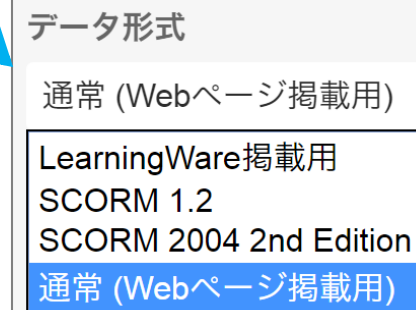 データ形式
通常 (Webページ掲載用)
LearningWare掲載用
SCORM 1.2
SCORM 2004 2nd Edition
通常 (Webページ掲載用)